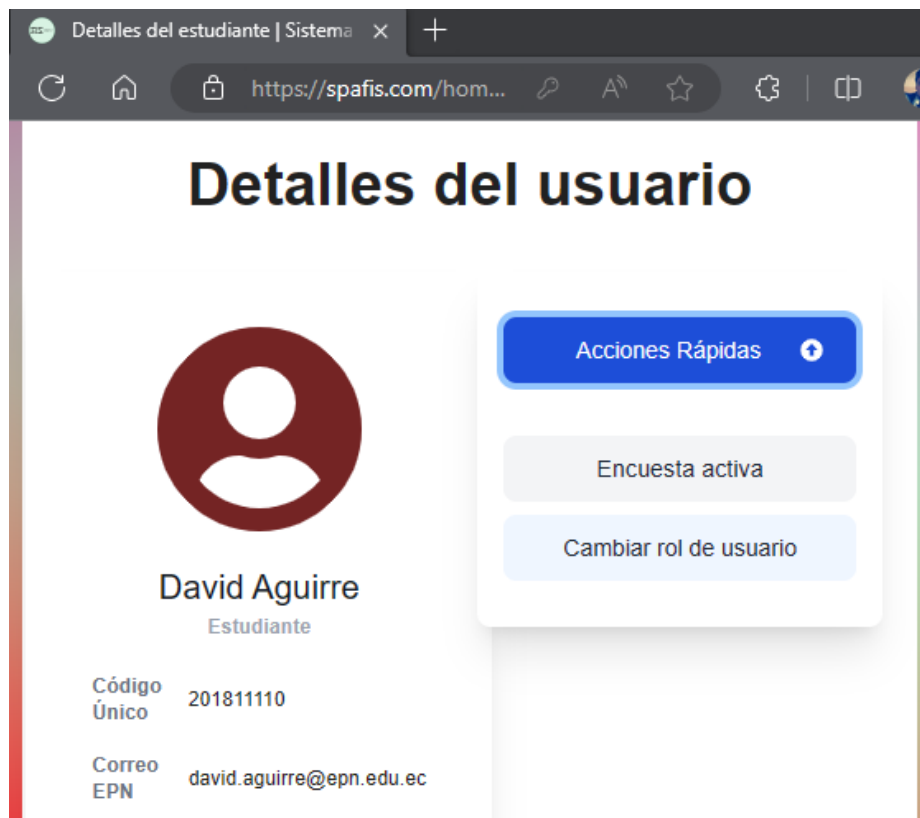 Detalles del estudiante | Sistema
https://spafis.com/hom...
Detalles del usuario
Acciones Rápidas
Encuesta activa
Cambiar rol de usuario
David Aguirre
Estudiante
Código
Único
201811110
Correo
EPN
david.aguirre@epn.edu.ec